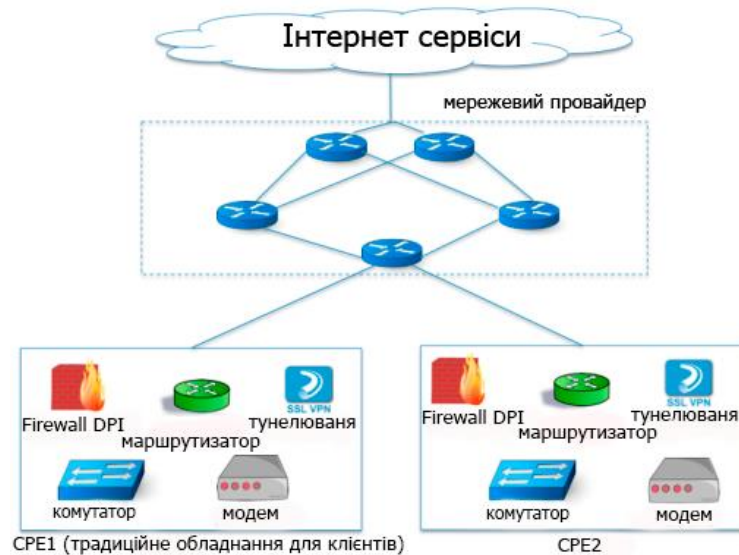 Інтернет сервіси
мережевий провайдер
Firewall DPI
маршрутизатор
SSL VPN
тунелюваня
комутатор
модем
CPE1 (традиційне обладнання для клієнтів)
Firewall DPI
маршрутизатор
SSL VPN
тунелюваня
комутатор
модем
CPE2